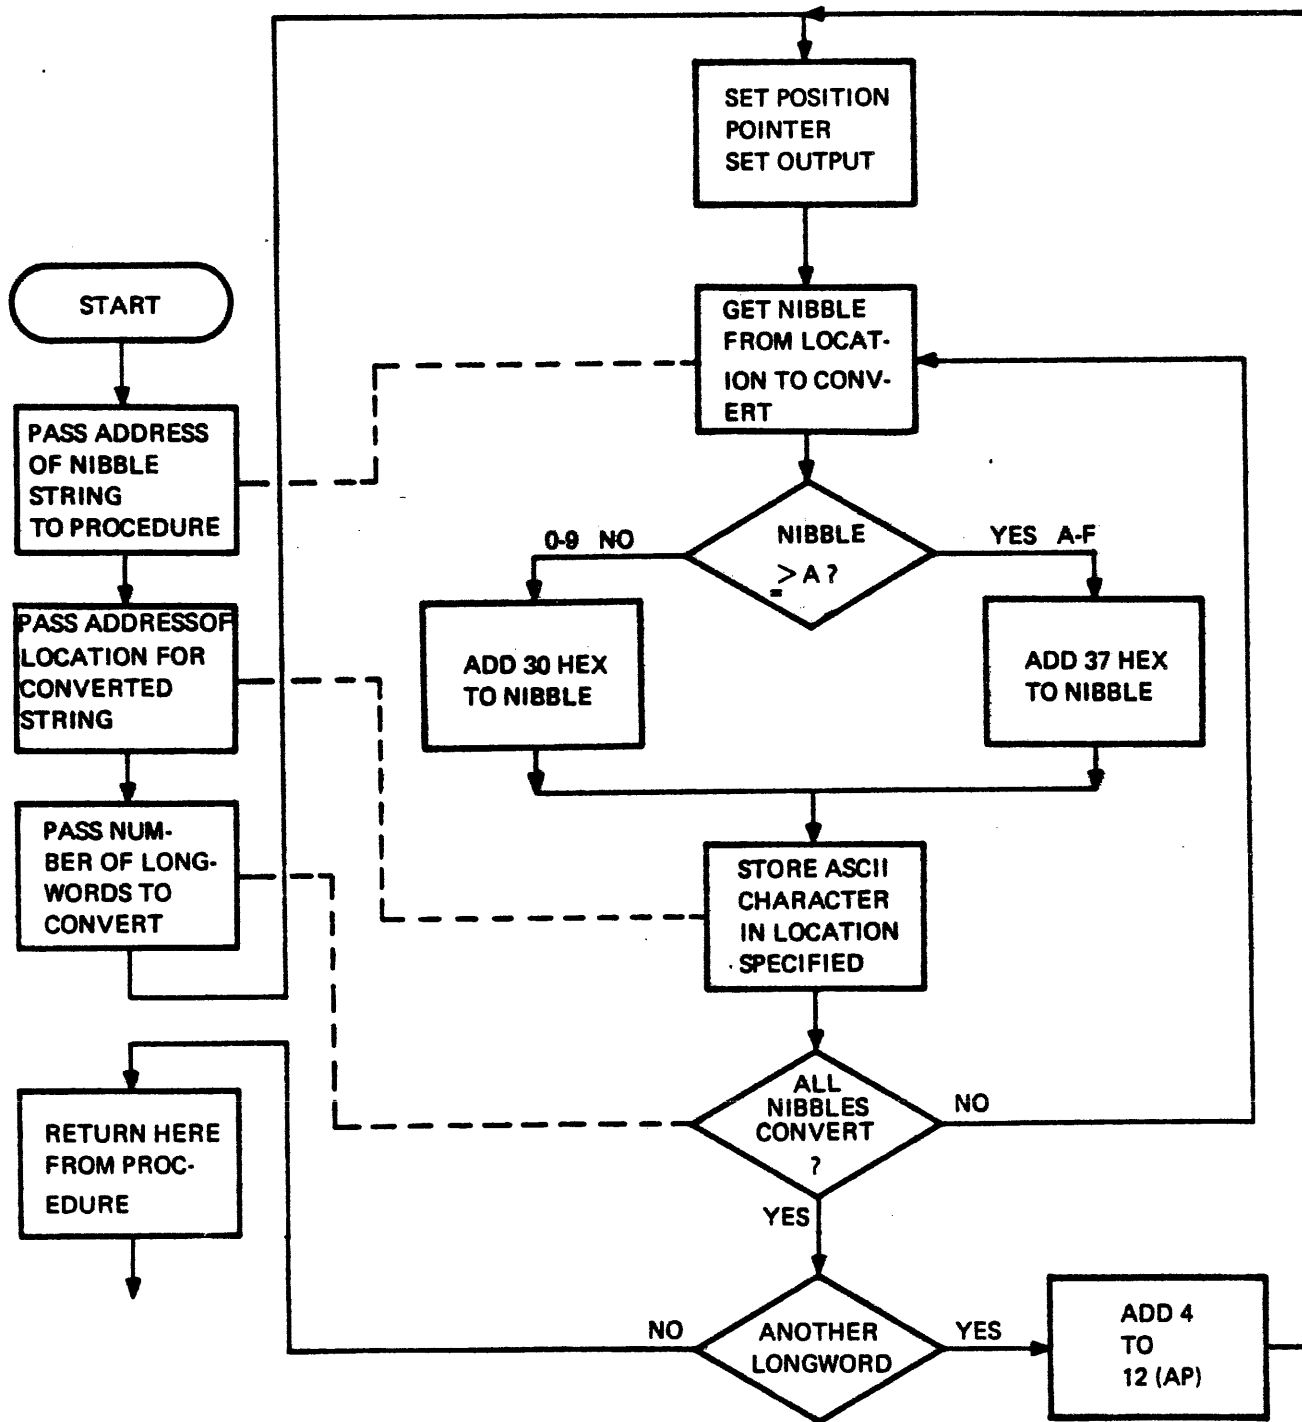 START
PASS ADDRESS
OF NIBBLE
STRING
TO PROCEDURE
PASS ADDRESSOF
LOCATION FOR
CONVERTED
STRING
PASS NUM-
BER OF LONG-
WORDS TO
CONVERT
RETURN HERE
FROM PROC-
EDURE
SET POSITION
POINTER
SET OUTPUT
GET NIBBLE
FROM LOCAT-
ION TO CONV-
ERT
NIBBLE
≥ A ?
0-9 NO
YES A-F
ADD 30 HEX
TO NIBBLE
ADD 37 HEX
TO NIBBLE
STORE ASCII
CHARACTER
IN LOCATION
SPECIFIED
ALL
NIBBLES
CONVERT
?
NO
YES
ANOTHER
LONGWORD
NO
YES
ADD 4
TO
12 (AP)